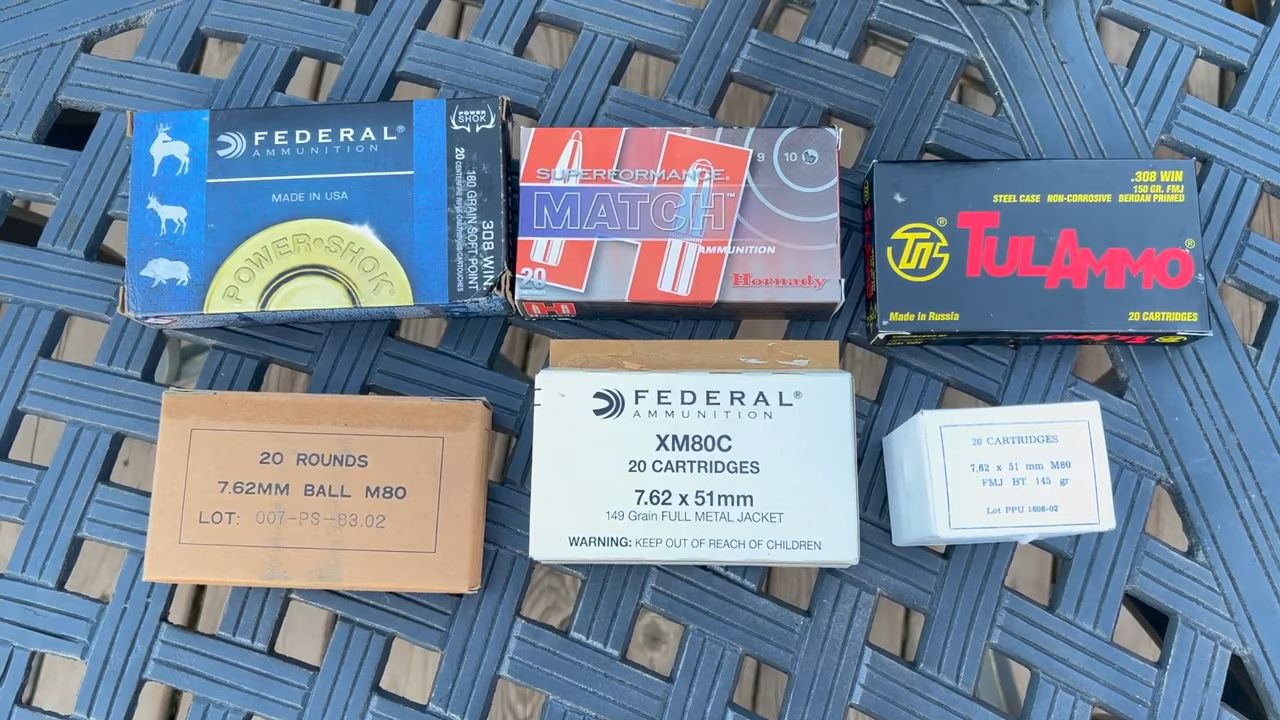 FEDERAL®
AMMUNITION
MADE IN USA
POWER•SHOK
POWER
SHOK
308 WIN.
180 GRAIN SOFT POINT
20 CENTERFIRE RIFLE CARTRIDGES/CARTOUCHES
SUPERFORMANCE
MATCH™
AMMUNITION
9 10
20
Hornady
H
.308 WIN
150 GR. FMJ
STEEL CASE NON-CORROSIVE BERDAN PRIMED
TULAMMO®
Made in Russia
20 CARTRIDGES
TULAMMO
20 ROUNDS
7.62MM BALL M80
LOT: 007-PS-83.02
FEDERAL®
AMMUNITION
XM80C
20 CARTRIDGES
7.62 x 51mm
149 Grain FULL METAL JACKET
WARNING: KEEP OUT OF REACH OF CHILDREN
20 CARTRIDGES
7,62 x 51 mm M80
FMJ BT 145 gr
Lot PPU 1606-02